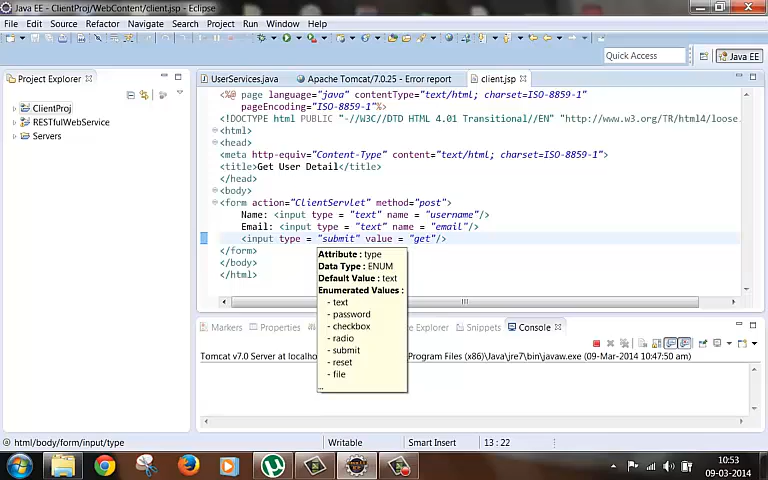 Java EE - ClientProj/WebContent/client.jsp - Eclipse
File Edit Source Refactor Navigate Search Project Run Window Help
Quick Access
Java EE
Project Explorer
ClientProj
RESTfulWebService
Servers
UserServices.java
Apache Tomcat/7.0.25 - Error report
client.jsp
<%@ page language="java" contentType="text/html; charset=ISO-8859-1"
pageEncoding="ISO-8859-1"%>
<!DOCTYPE html PUBLIC "-//W3C//DTD HTML 4.01 Transitional//EN" "http://www.w3.org/TR/html4/loose.
<html>
<head>
<meta http-equiv="Content-Type" content="text/html; charset=ISO-8859-1">
<title>Get User Detail</title>
</head>
<body>
<form action="ClientServlet" method="post">
Name: <input type = "text" name = "username"/>
Email: <input type = "text" name = "email"/>
<input type = "submit" value = "get"/>
</form>
</body>
</html>
Attribute : type
Data Type : ENUM
Default Value : text
Enumerated Values :
- text
- password
- checkbox
- radio
- submit
- reset
- file
...
Markers
Properties
Explorer
Snippets
Console
Tomcat v7.0 Server at localho
Program Files (x86)\Java\jre7\bin\javaw.exe (09-Mar-2014 10:47:50 am)
html/body/form/input/type
Writable
Smart Insert
13 : 22
10:53
09-03-2014